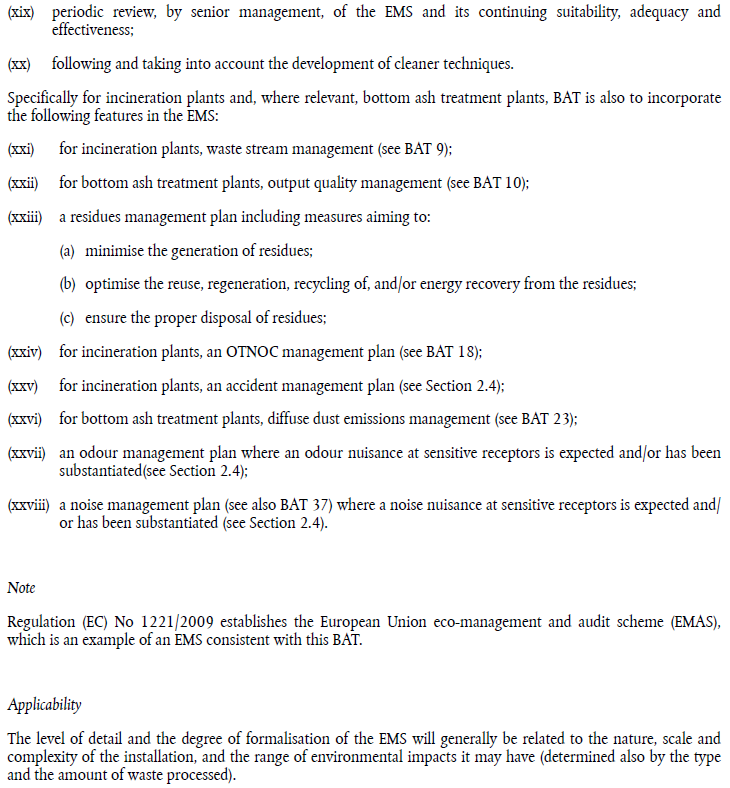 (xix) periodic review, by senior management, of the EMS and its continuing suitability, adequacy and
effectiveness;
(xx) following and taking into account the development of cleaner techniques.
Specifically for incineration plants and, where relevant, bottom ash treatment plants, BAT is also to incorporate
the following features in the EMS:
(xxi) for incineration plants, waste stream management (see BAT 9);
(xxii) for bottom ash treatment plants, output quality management (see BAT 10);
(xxiii) a residues management plan including measures aiming to:
(a) minimise the generation of residues;
(b) optimise the reuse, regeneration, recycling of, and/or energy recovery from the residues;
(c) ensure the proper disposal of residues;
(xxiv) for incineration plants, an OTNOC management plan (see BAT 18);
(xxv) for incineration plants, an accident management plan (see Section 2.4);
(xxvi) for bottom ash treatment plants, diffuse dust emissions management (see BAT 23);
(xxvii) an odour management plan where an odour nuisance at sensitive receptors is expected and/or has been
substantiated(see Section 2.4);
(xxviii) a noise management plan (see also BAT 37) where a noise nuisance at sensitive receptors is expected and/
or has been substantiated (see Section 2.4).
Note
Regulation (EC) No 1221/2009 establishes the European Union eco-management and audit scheme (EMAS),
which is an example of an EMS consistent with this BAT.
Applicability
The level of detail and the degree of formalisation of the EMS will generally be related to the nature, scale and
complexity of the installation, and the range of environmental impacts it may have (determined also by the type
and the amount of waste processed).